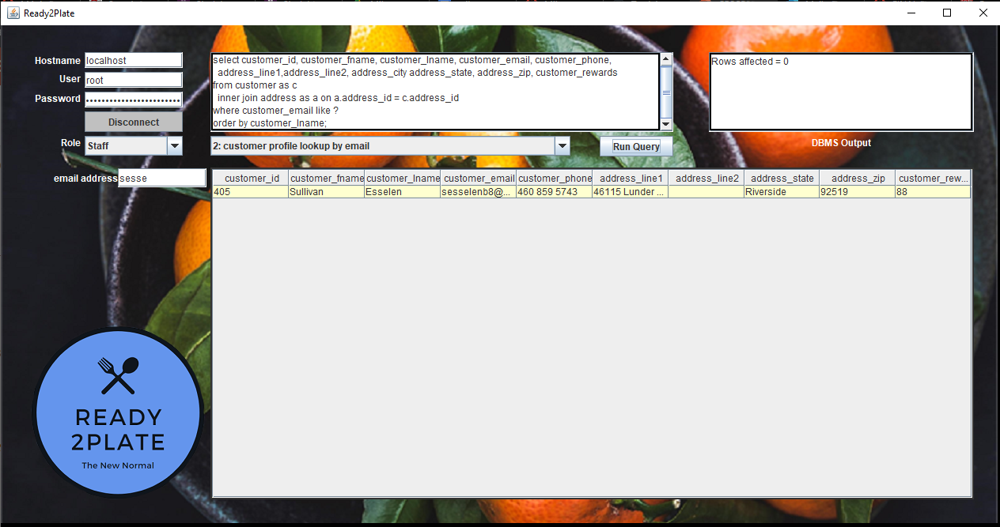 Ready2Plate
Hostname localhost
User root
Password
Disconnect
Role Staff
email address sesse
select customer_id, customer_fname, customer_lname, customer_email, customer_phone,
address_line1,address_line2, address_city address_state, address_zip, customer_rewards
from customer as c
inner join address as a on a.address_id = c.address_id
where customer_email like ?
order by customer_lname;
2: customer profile lookup by email
Run Query
Rows affected = 0
DBMS Output
customer_id customer_fname customer_lname customer_email customer_phone address_line1 address_line2 address_state address_zip customer_rew...
405 Sullivan Esselen sesselenb8@... 460 859 5743 46115 Lunder ... Riverside 92519 88
READY
2PLATE
The New Normal